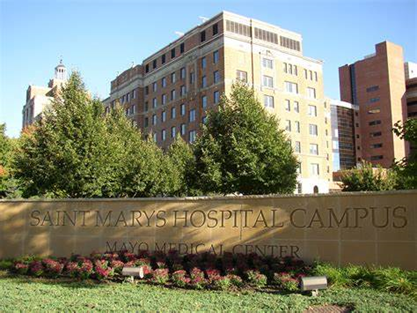 SAINT MARYS HOSPITAL CAMPUS
MAYO MEDICAL CENTER